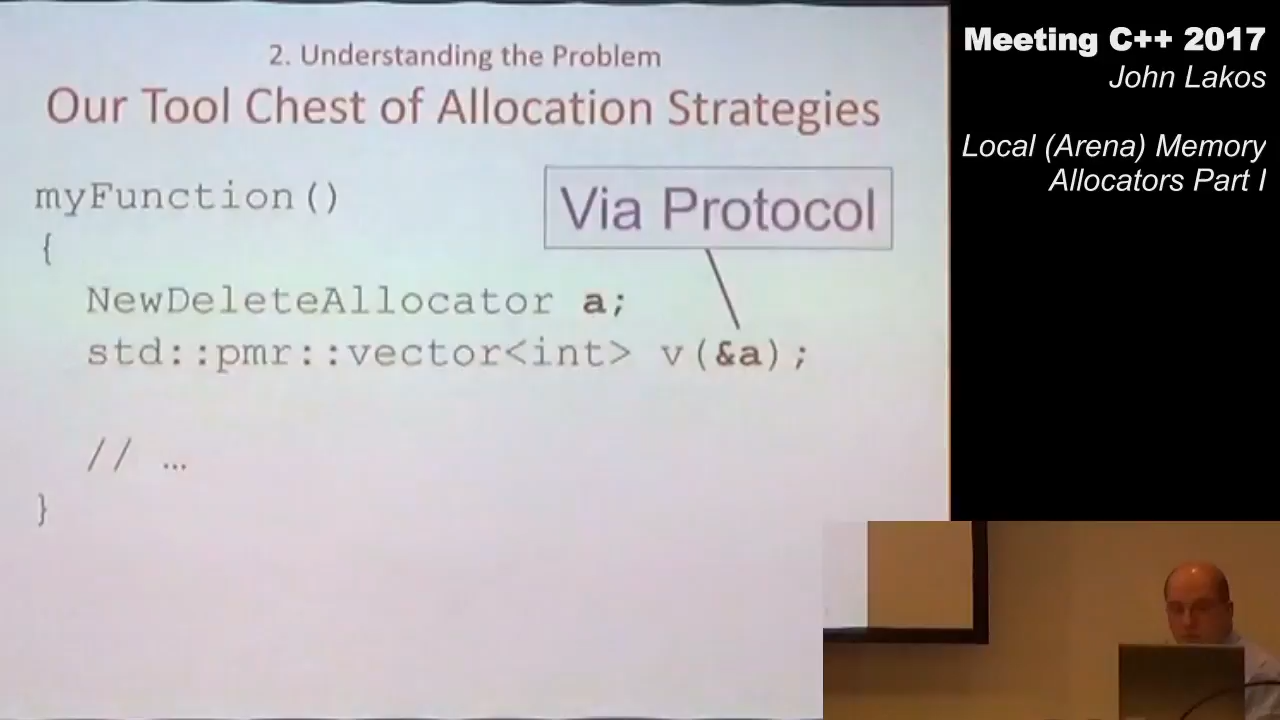 2. Understanding the Problem
Our Tool Chest of Allocation Strategies
myFunction()
Via Protocol
{
NewDeleteAllocator a;
std::pmr::vector<int> v(&a);
// …
}
Meeting C++ 2017
John Lakos
Local (Arena) Memory
Allocators Part I